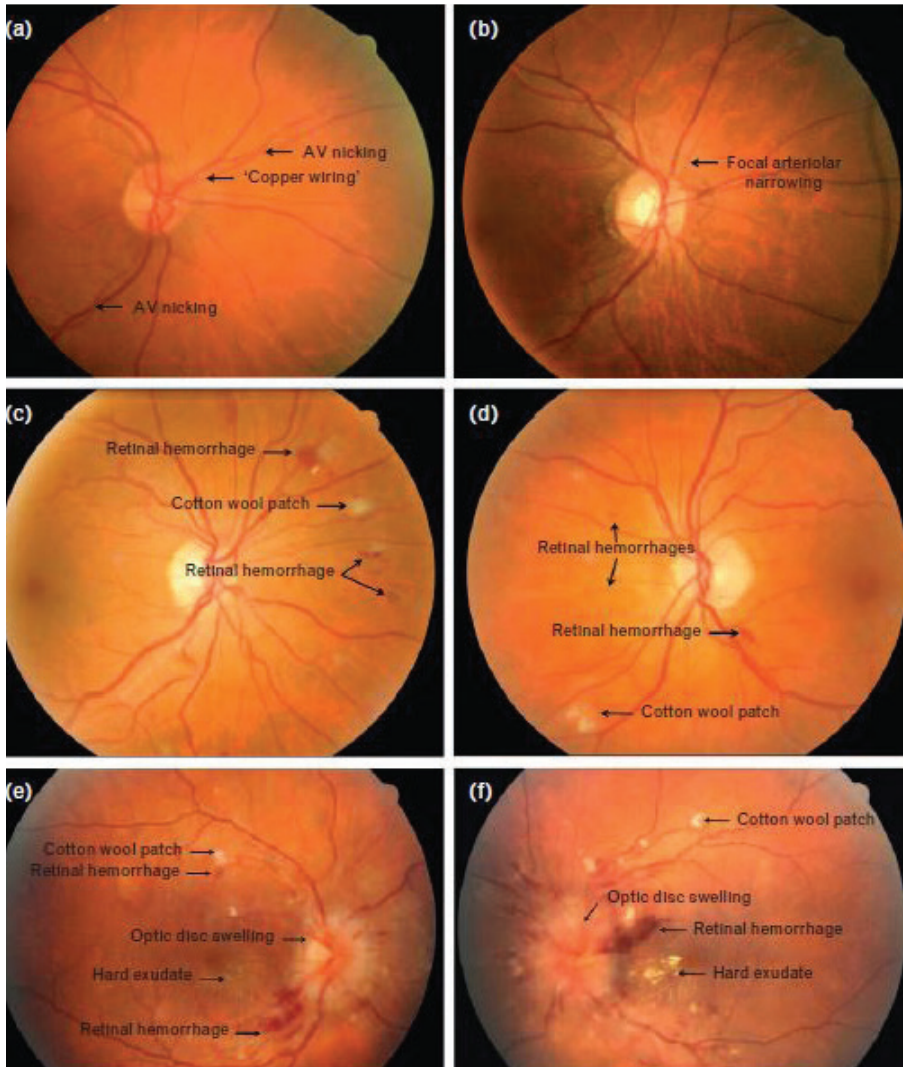 (a)
AV nicking
'Copper wiring'
AV nicking
(b)
Focal arteriolar
narrowing
(c)
Retinal hemorrhage
Cotton wool patch
Retinal hemorrhage
(d)
Retinal hemorrhages
Retinal hemorrhage
Cotton wool patch
(e)
Cotton wool patch
Retinal hemorrhage
Optic disc swelling
Hard exudate
Retinal hemorrhage
(f)
Cotton wool patch
Optic disc swelling
Retinal hemorrhage
Hard exudate